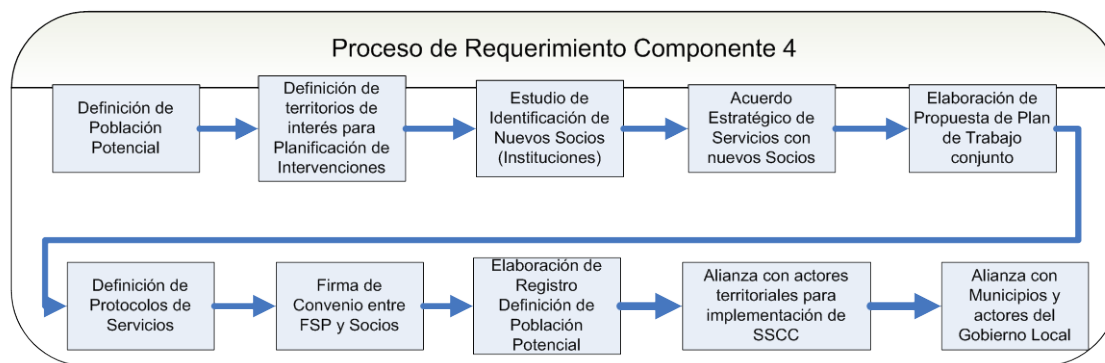 Proceso de Requerimiento Componente 4
Definición de
Población
Potencial
Definición de
territorios de
interés para
Planificación de
Intervenciones
Estudio de
Identificación de
Nuevos Socios
(Instituciones)
Acuerdo
Estratégico de
Servicios con
nuevos Socios
Elaboración de
Propuesta de Plan
de Trabajo
conjunto
Definición de
Protocolos de
Servicios
Firma de
Convenio entre
FSP y Socios
Elaboración de
Registro
Definición de
Población
Potencial
Alianza con actores
territoriales para
implementación de
SSCC
Alianza con
Municipios y
actores del
Gobierno Local